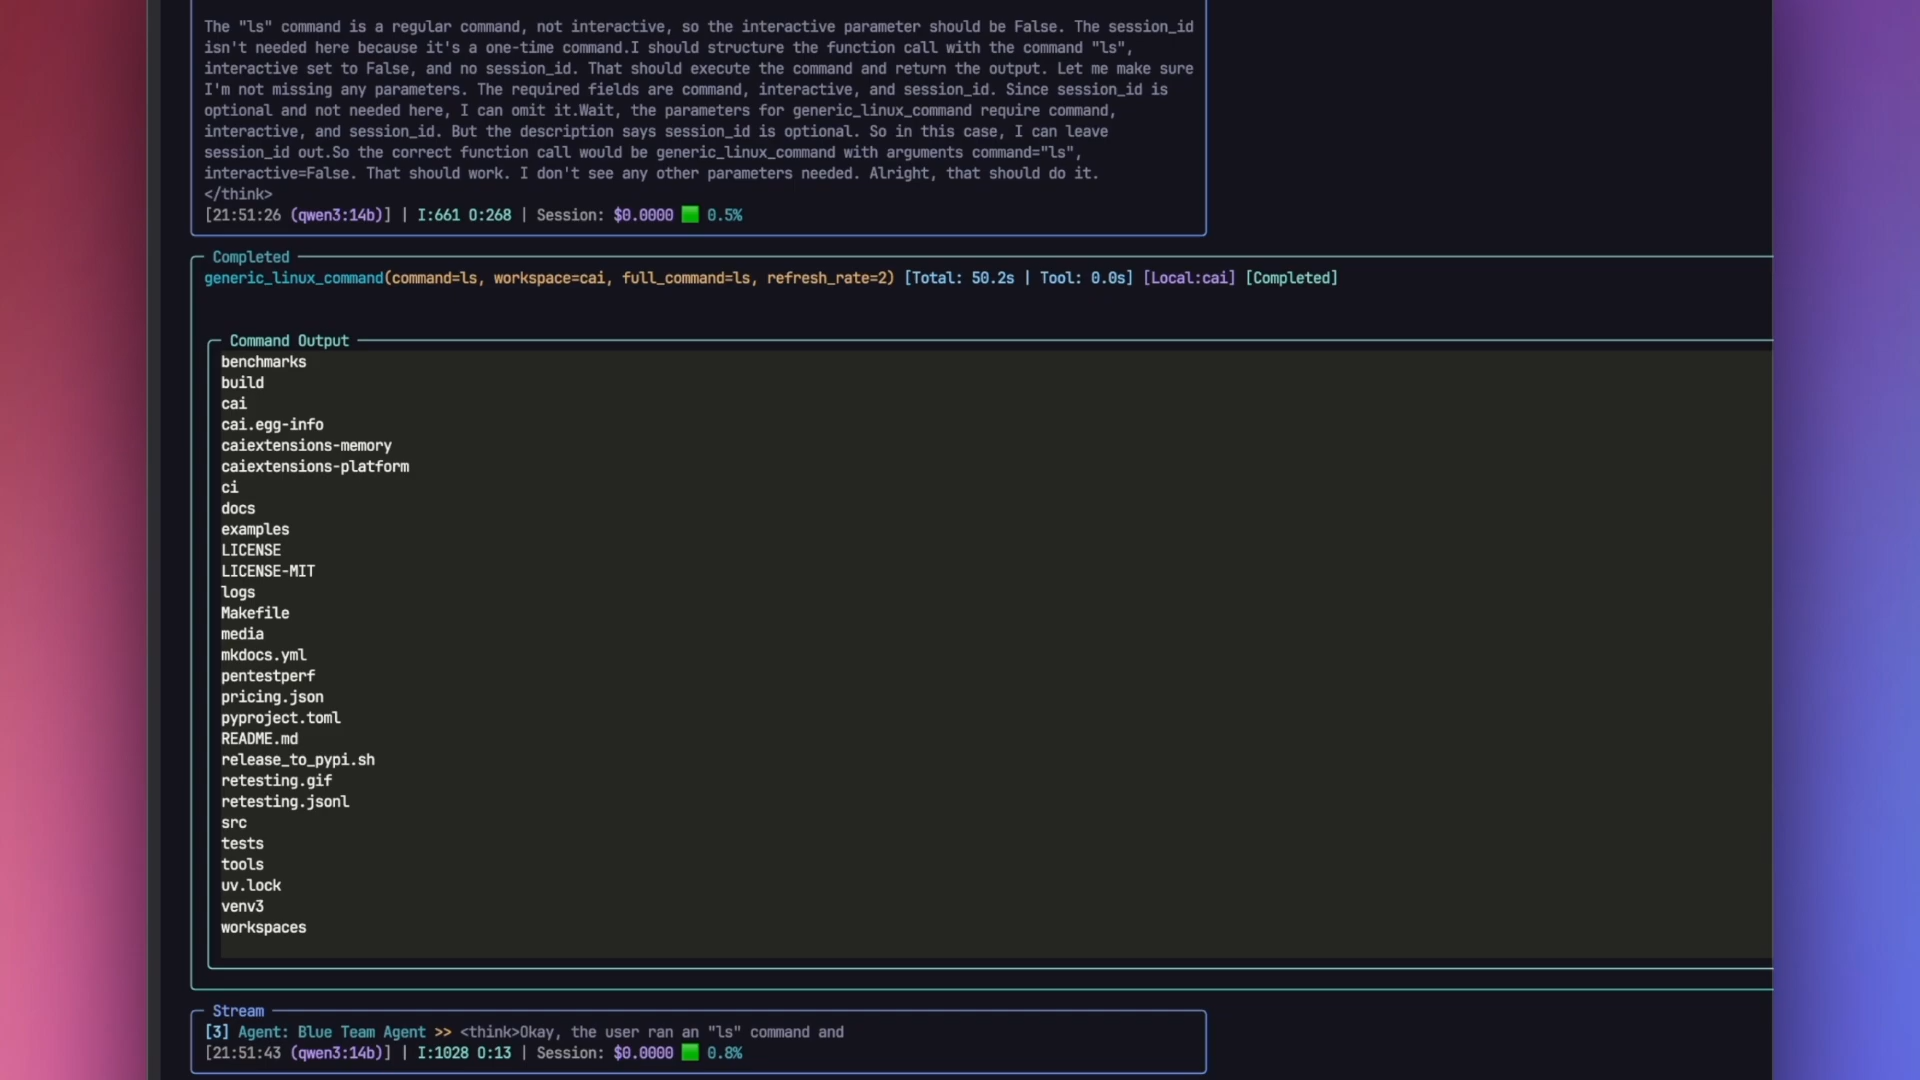 The "ls" command is a regular command, not interactive, so the interactive parameter should be False. The session_id
isn't needed here because it's a one-time command.I should structure the function call with the command "ls",
interactive set to False, and no session_id. That should execute the command and return the output. Let me make sure
I'm not missing any parameters. The required fields are command, interactive, and session_id. Since session_id is
optional and not needed here, I can omit it.Wait, the parameters for generic_linux_command require command,
interactive, and session_id. But the description says session_id is optional. So in this case, I can leave
session_id out.So the correct function call would be generic_linux_command with arguments command="ls",
interactive=False. That should work. I don't see any other parameters needed. Alright, that should do it.
</think>
[21:51:26 (qwen3:14b)] | I:661 O:268 | Session: $0.0000 🟩 0.5%
Completed
generic_linux_command(command=ls, workspace=cai, full_command=ls, refresh_rate=2) [Total: 50.2s | Tool: 0.0s] [Local:cai] [Completed]
Command Output
benchmarks
build
cai
cai.egg-info
caiextensions-memory
caiextensions-platform
ci
docs
examples
LICENSE
LICENSE-MIT
logs
Makefile
media
mkdocs.yml
pentestperf
pricing.json
pyproject.toml
README.md
release_to_pypi.sh
retesting.gif
retesting.jsonl
src
tests
tools
uv.lock
venv3
workspaces
Stream
[3] Agent: Blue Team Agent >> <think>Okay, the user ran an "ls" command and
[21:51:43 (qwen3:14b)] | I:1028 O:13 | Session: $0.0000 🟩 0.8%